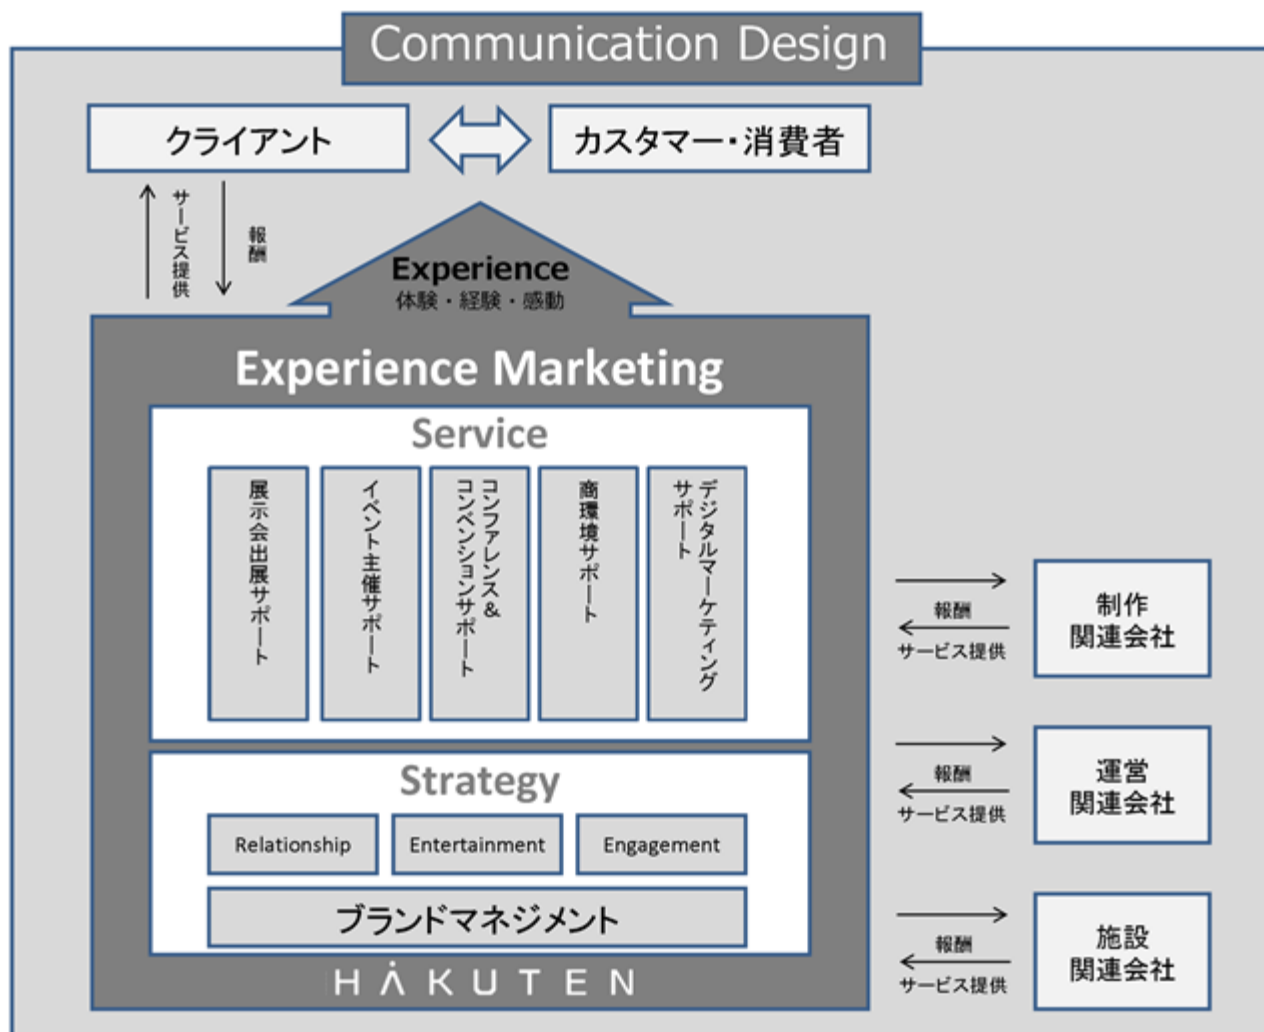 Communication Design
クライアント
カスタマー・消費者
サービス提供
報酬
Experience
体験・経験・感動
Experience Marketing
Service
展示会出展サポート
イベント主催サポート
コンファレンス&
コンベンションサポート
商環境サポート
デジタルマーケティング
サポート
Strategy
Relationship
Entertainment
Engagement
ブランドマネジメント
HAKUTEN
報酬
サービス提供
制作
関連会社
報酬
サービス提供
運営
関連会社
報酬
サービス提供
施設
関連会社